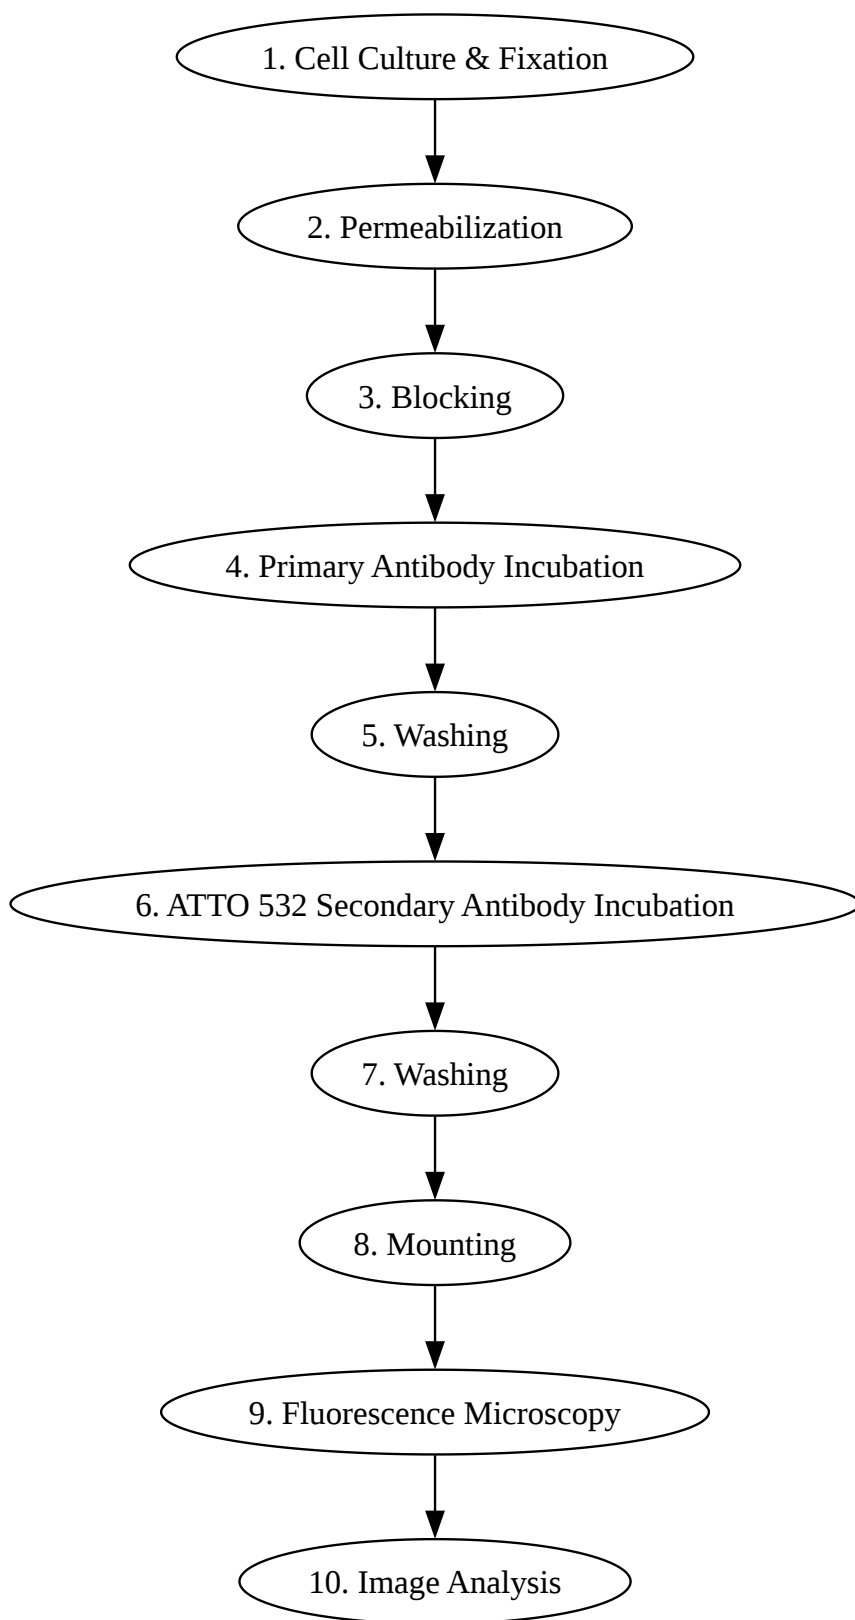 1. Cell Culture & Fixation
2. Permeabilization
3. Blocking
4. Primary Antibody Incubation
5. Washing
6. ATTO 532 Secondary Antibody Incubation
7. Washing
8. Mounting
9. Fluorescence Microscopy
10. Image Analysis